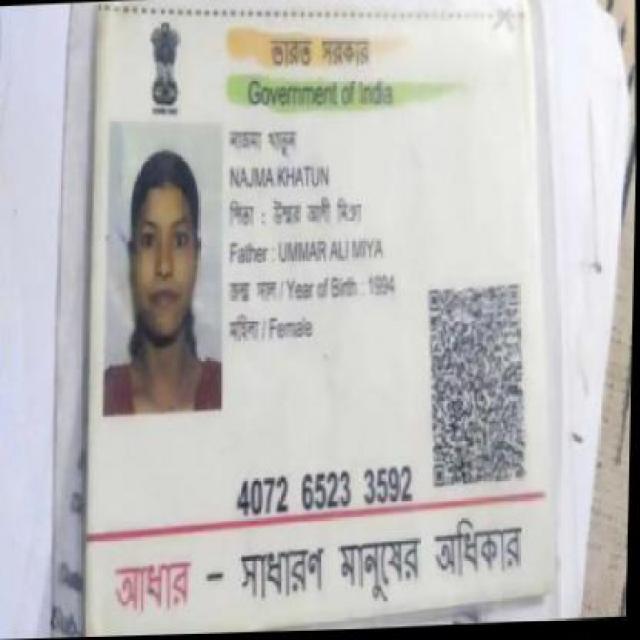 ভারত সরকার
Government of India
নাজমা খাতুন
NAJMA KHATUN
পিতা : উম্মর আলী মিঞা
Father : UMMAR ALI MIYA
জন্ম সাল / Year of Birth : 1994
মহিলা / Female
4072 6523 3592
আধার - সাধারণ মানুষের অধিকার